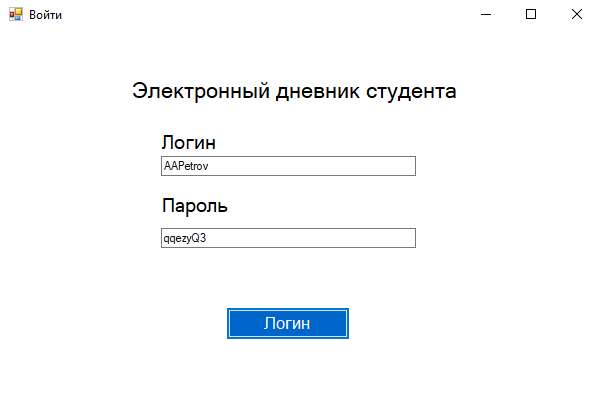 Войти
Электронный дневник студента
Логин
AAPetrov
Пароль
qqezyQ3
Логин